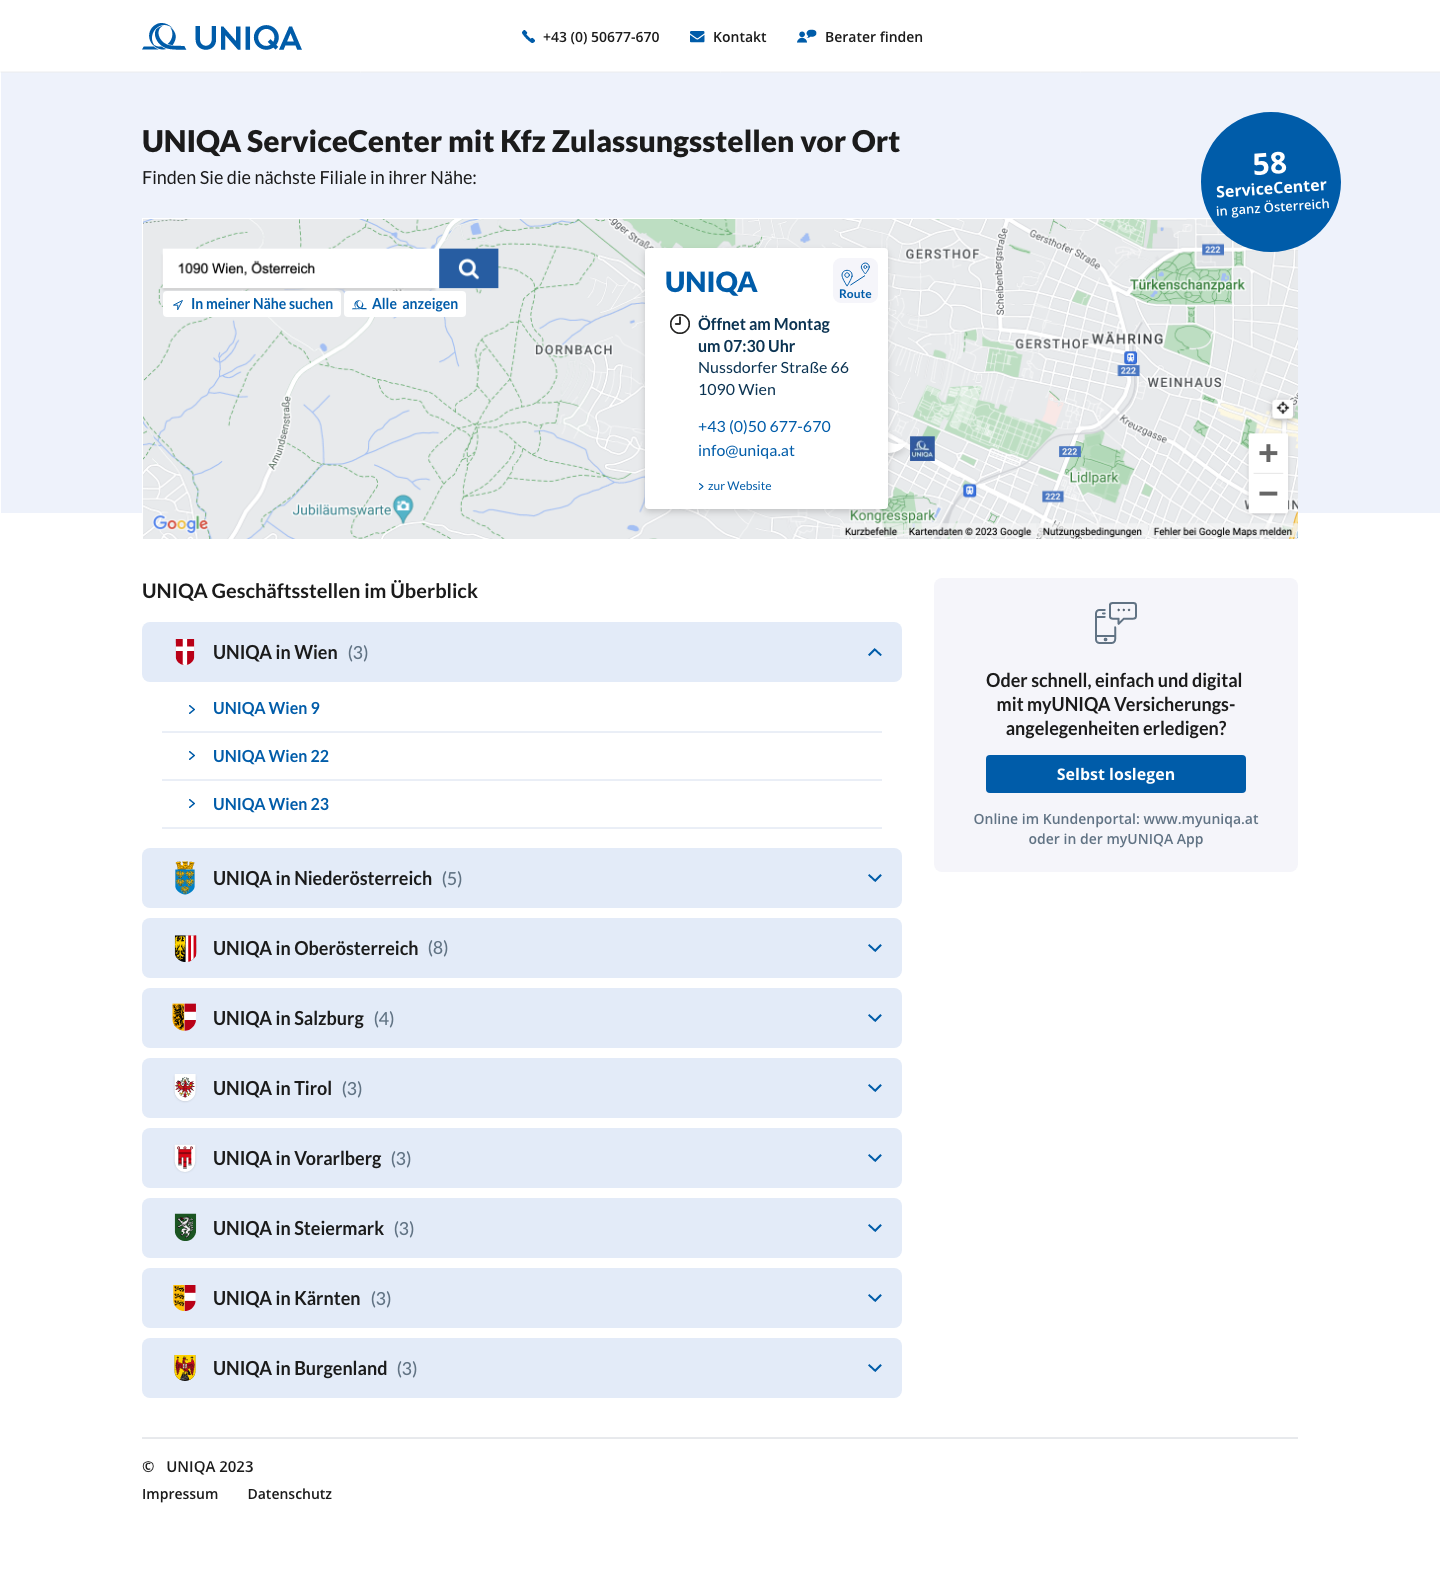 UNIQA
+43 (0) 50677-670
Kontakt
Berater finden
UNIQA ServiceCenter mit Kfz Zulassungsstellen vor Ort
Finden Sie die nächste Filiale in ihrer Nähe:
58
ServiceCenter
in ganz Österreich
1090 Wien, Österreich
In meiner Nähe suchen
Alle anzeigen
UNIQA
Route
Öffnet am Montag
um 07:30 Uhr
Nussdorfer Straße 66
1090 Wien
+43 (0)50 677-670
info@uniqa.at
> zur Website
GERSTHOF
Scheibenbergstraße
Gersthofer Straße
222
Türkenschanzpark
DORNBACH
GERSTHOF
WÄHRING
222
WEINHAUS
Amundsenstraße
Kreuzgasse
UNIQA
222
Lidlpark
222
Jubiläumswarte
Kongresspark
Google
Kurzbefehle
Kartendaten © 2023 Google
Nutzungsbedingungen
Fehler bei Google Maps melden
UNIQA Geschäftsstellen im Überblick
UNIQA in Wien (3)
UNIQA Wien 9
UNIQA Wien 22
UNIQA Wien 23
UNIQA in Niederösterreich (5)
UNIQA in Oberösterreich (8)
UNIQA in Salzburg (4)
UNIQA in Tirol (3)
UNIQA in Vorarlberg (3)
UNIQA in Steiermark (3)
UNIQA in Kärnten (3)
UNIQA in Burgenland (3)
Oder schnell, einfach und digital
mit myUNIQA Versicherungs-
angelegenheiten erledigen?
Selbst loslegen
Online im Kundenportal: www.myuniqa.at
oder in der myUNIQA App
© UNIQA 2023
Impressum
Datenschutz